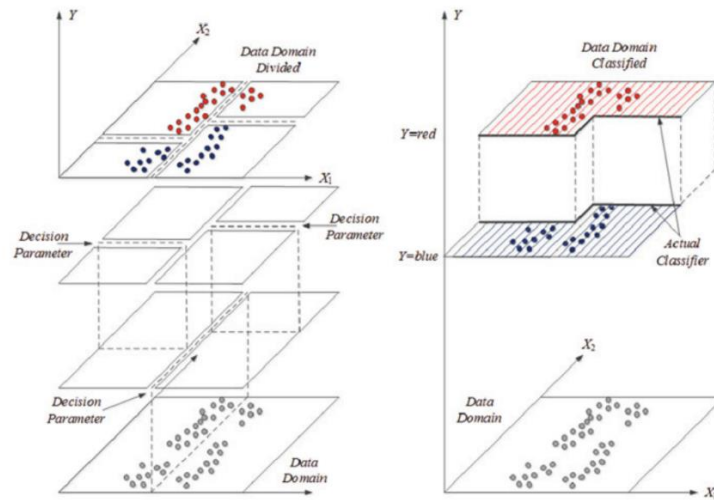 Y
X2
Data Domain
Divided
X1
Decision
Parameter
Decision
Parameter
Decision
Parameter
Data
Domain
Y
Data Domain
Classified
Y=red
Y=blue
Actual
Classifier
X2
Data
Domain
X